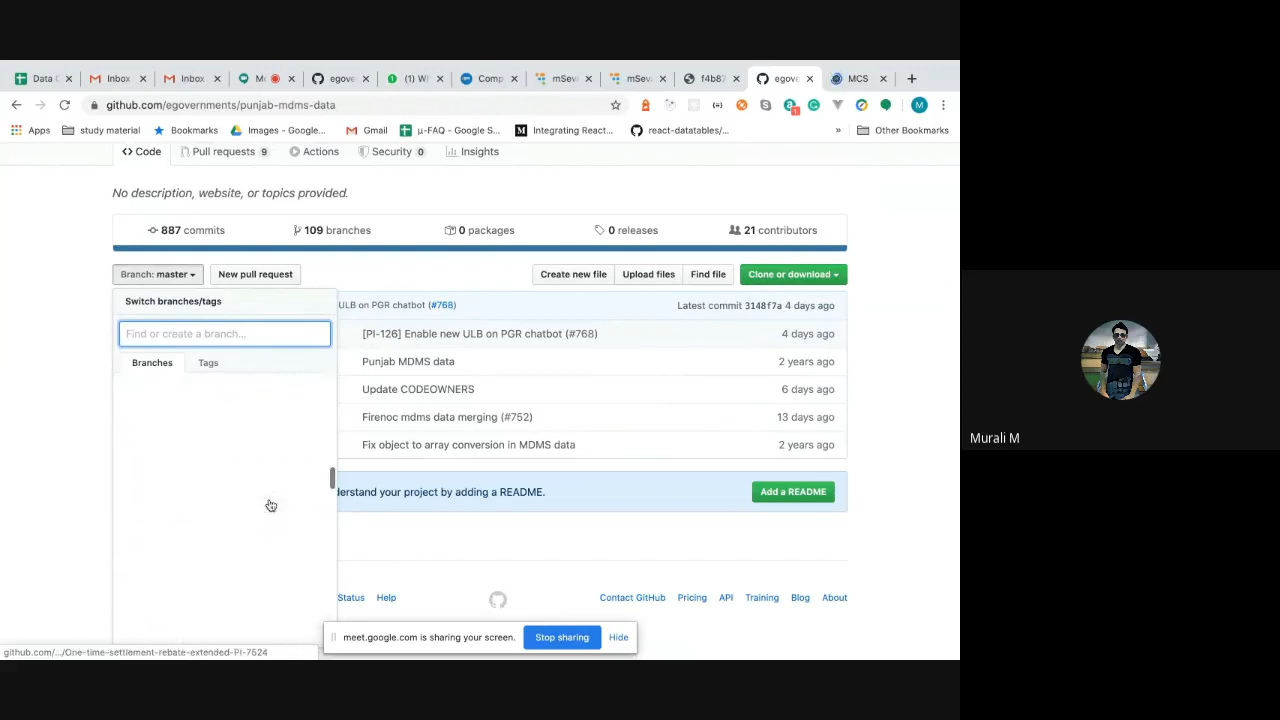 Data C
Inbox
Inbox
M
egove
(1) W
Comp
mSeva
mSeva
f4b87
egove
MCS
github.com/egovernments/punjab-mdms-data
Apps
study material
Bookmarks
Images - Google...
Gmail
μ-FAQ - Google S...
Integrating React...
react-datatables/...
»
Other Bookmarks
Code
Pull requests 9
Actions
Security 0
Insights
No description, website, or topics provided.
887 commits
109 branches
0 packages
0 releases
21 contributors
Branch: master
New pull request
Create new file
Upload files
Find file
Clone or download
Switch branches/tags
ULB on PGR chatbot (#768)
Latest commit 3148f7a 4 days ago
Find or create a branch...
[PI-126] Enable new ULB on PGR chatbot (#768)
4 days ago
Branches
Tags
Punjab MDMS data
2 years ago
Update CODEOWNERS
6 days ago
Firenoc mdms data merging (#752)
13 days ago
Fix object to array conversion in MDMS data
2 years ago
derstand your project by adding a README.
Add a README
Status
Help
Contact GitHub
Pricing
API
Training
Blog
About
meet.google.com is sharing your screen.
Stop sharing
Hide
github.com/.../One-time-settlement-rebate-extended-PI-7524
Murali M